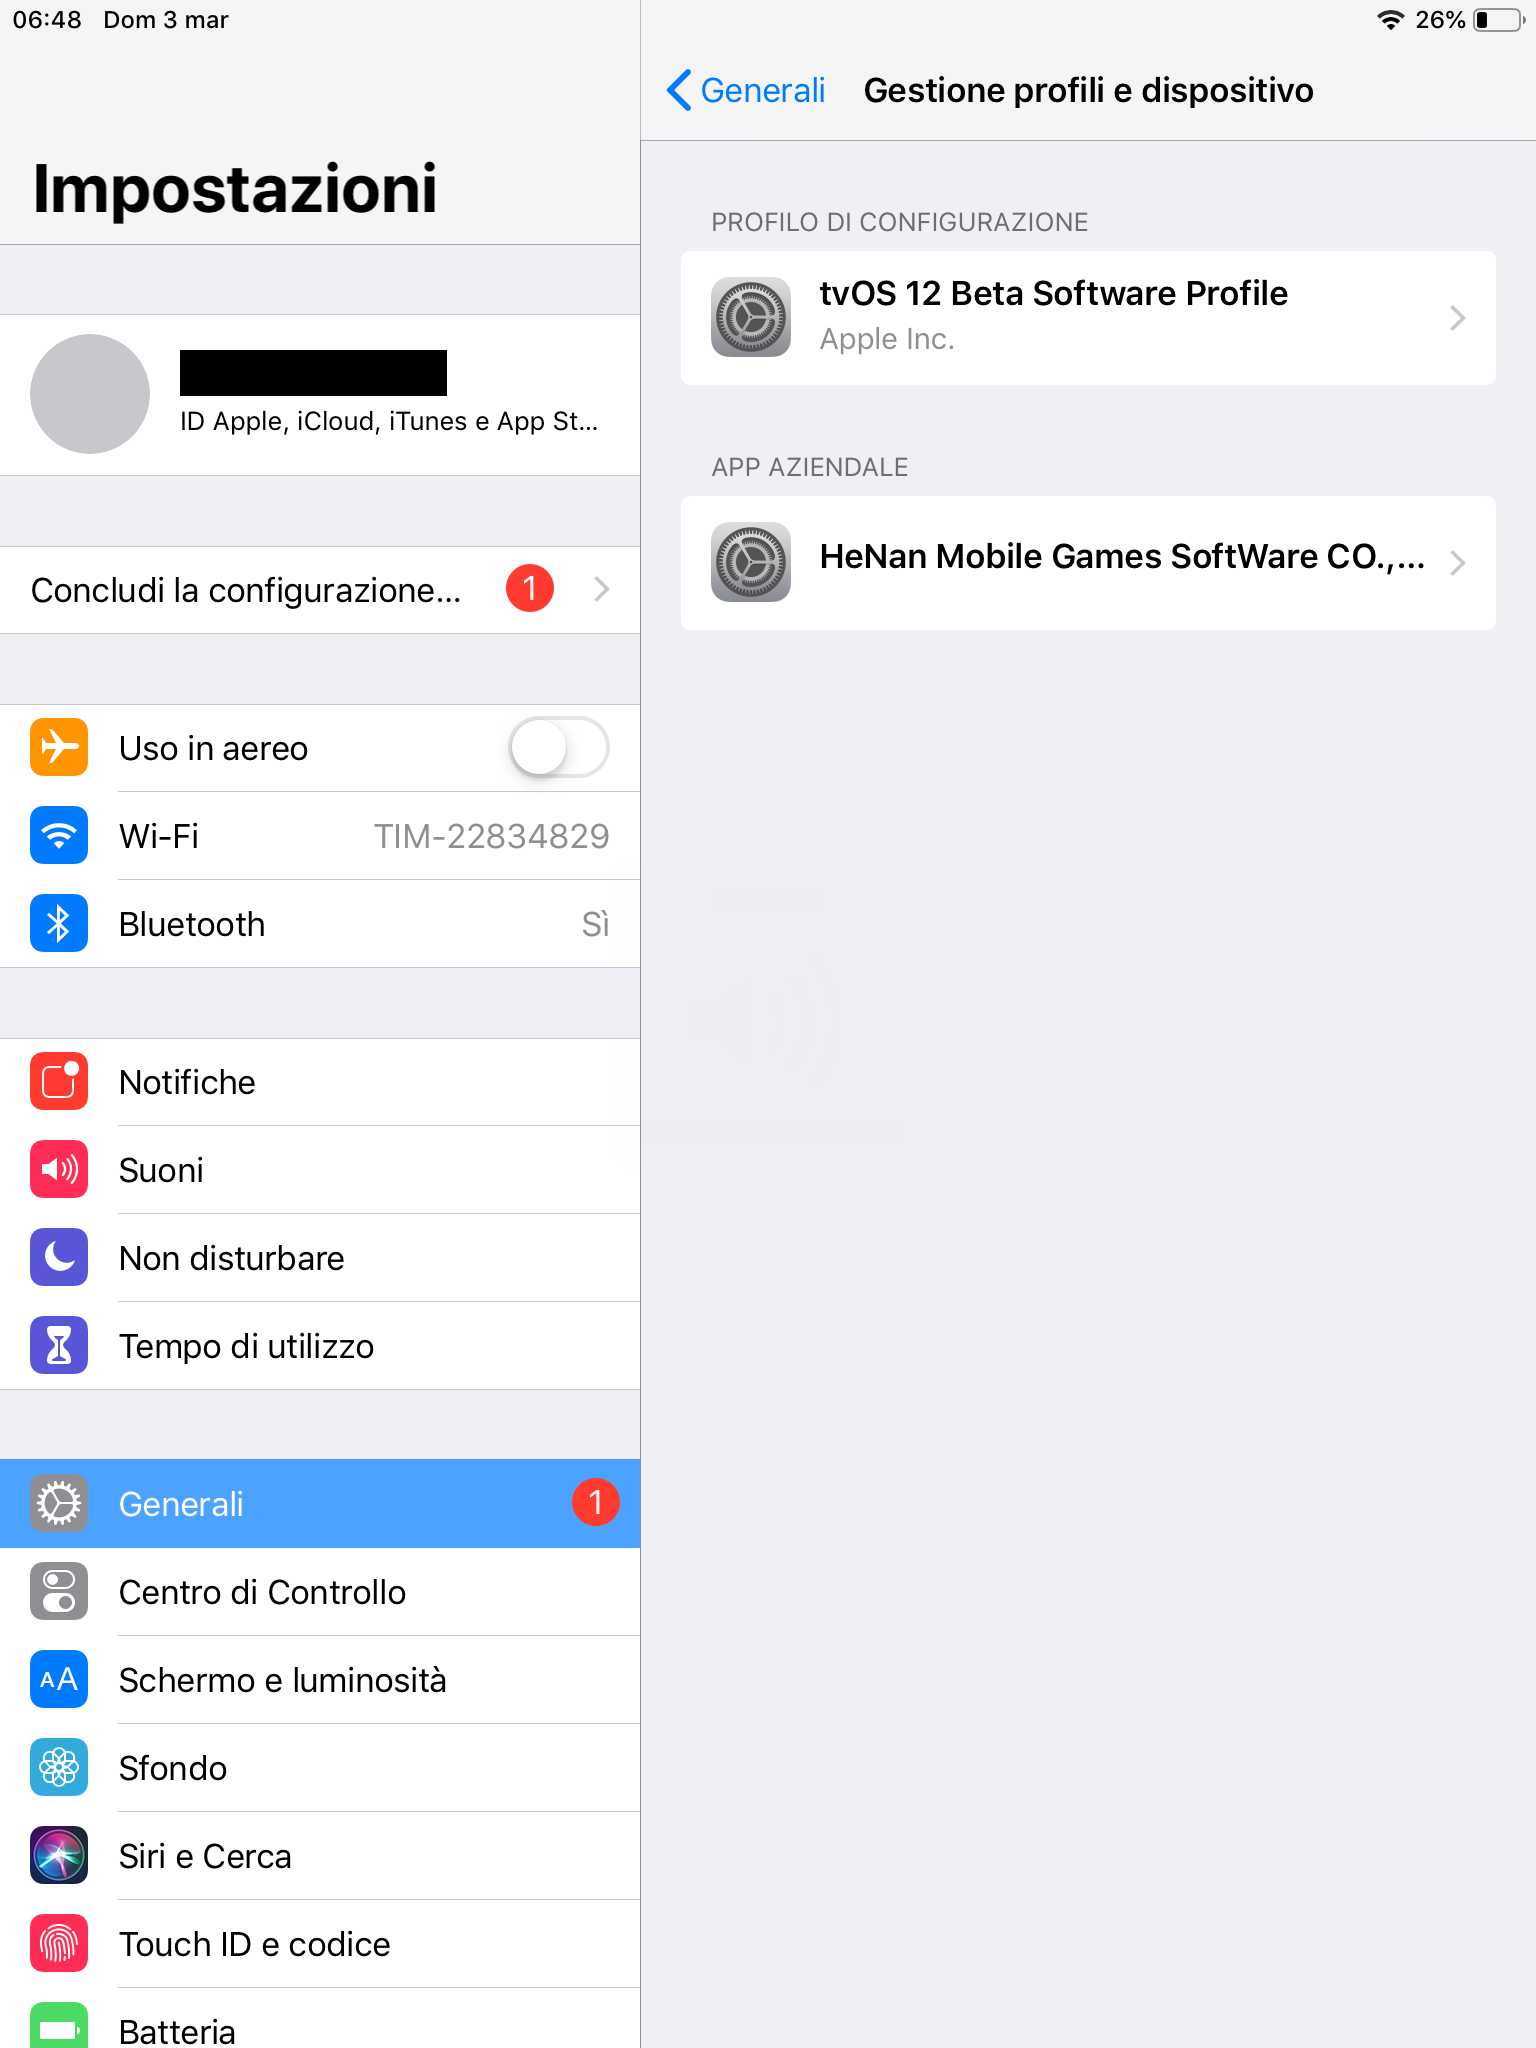 06:48 Dom 3 mar
26%
Impostazioni
ID Apple, iCloud, iTunes e App St...
Concludi la configurazione... 1
Uso in aereo
Wi-Fi TIM-22834829
Bluetooth Sì
Notifiche
Suoni
Non disturbare
Tempo di utilizzo
Generali 1
Centro di Controllo
AA Schermo e luminosità
Sfondo
Siri e Cerca
Touch ID e codice
Batteria
Generali Gestione profili e dispositivo
PROFILO DI CONFIGURAZIONE
tvOS 12 Beta Software Profile
Apple Inc.
APP AZIENDALE
HeNan Mobile Games SoftWare CO.,...